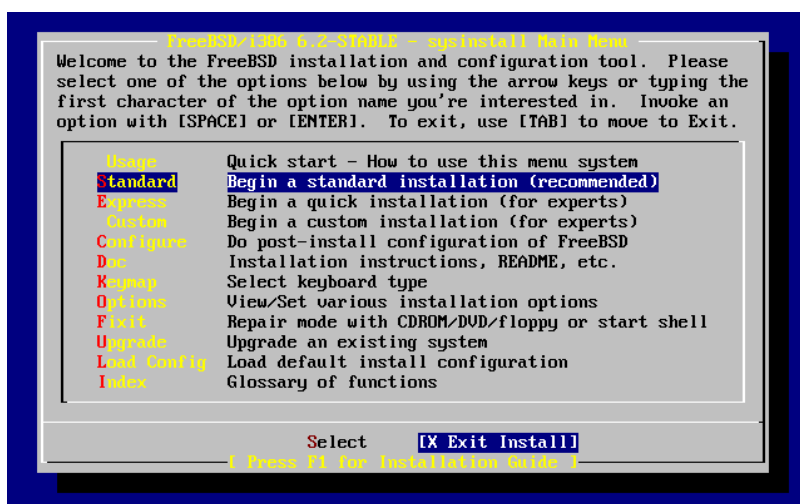 FreeBSD/i386 6.2-STABLE - sysinstall Main Menu
Welcome to the FreeBSD installation and configuration tool.  Please
select one of the options below by using the arrow keys or typing the
first character of the option name you're interested in.  Invoke an
option with [SPACE] or [ENTER].  To exit, use [TAB] to move to Exit.
Usage Quick start - How to use this menu system
Standard Begin a standard installation (recommended)
Express Begin a quick installation (for experts)
Custom Begin a custom installation (for experts)
Configure Do post-install configuration of FreeBSD
Doc Installation instructions, README, etc.
Keymap Select keyboard type
Options View/Set various installation options
Fixit Repair mode with CDROM/DVD/floppy or start shell
Upgrade Upgrade an existing system
Load Config Load default install configuration
Index Glossary of functions
Select [X Exit Install]
[ Press F1 for Installation Guide ]